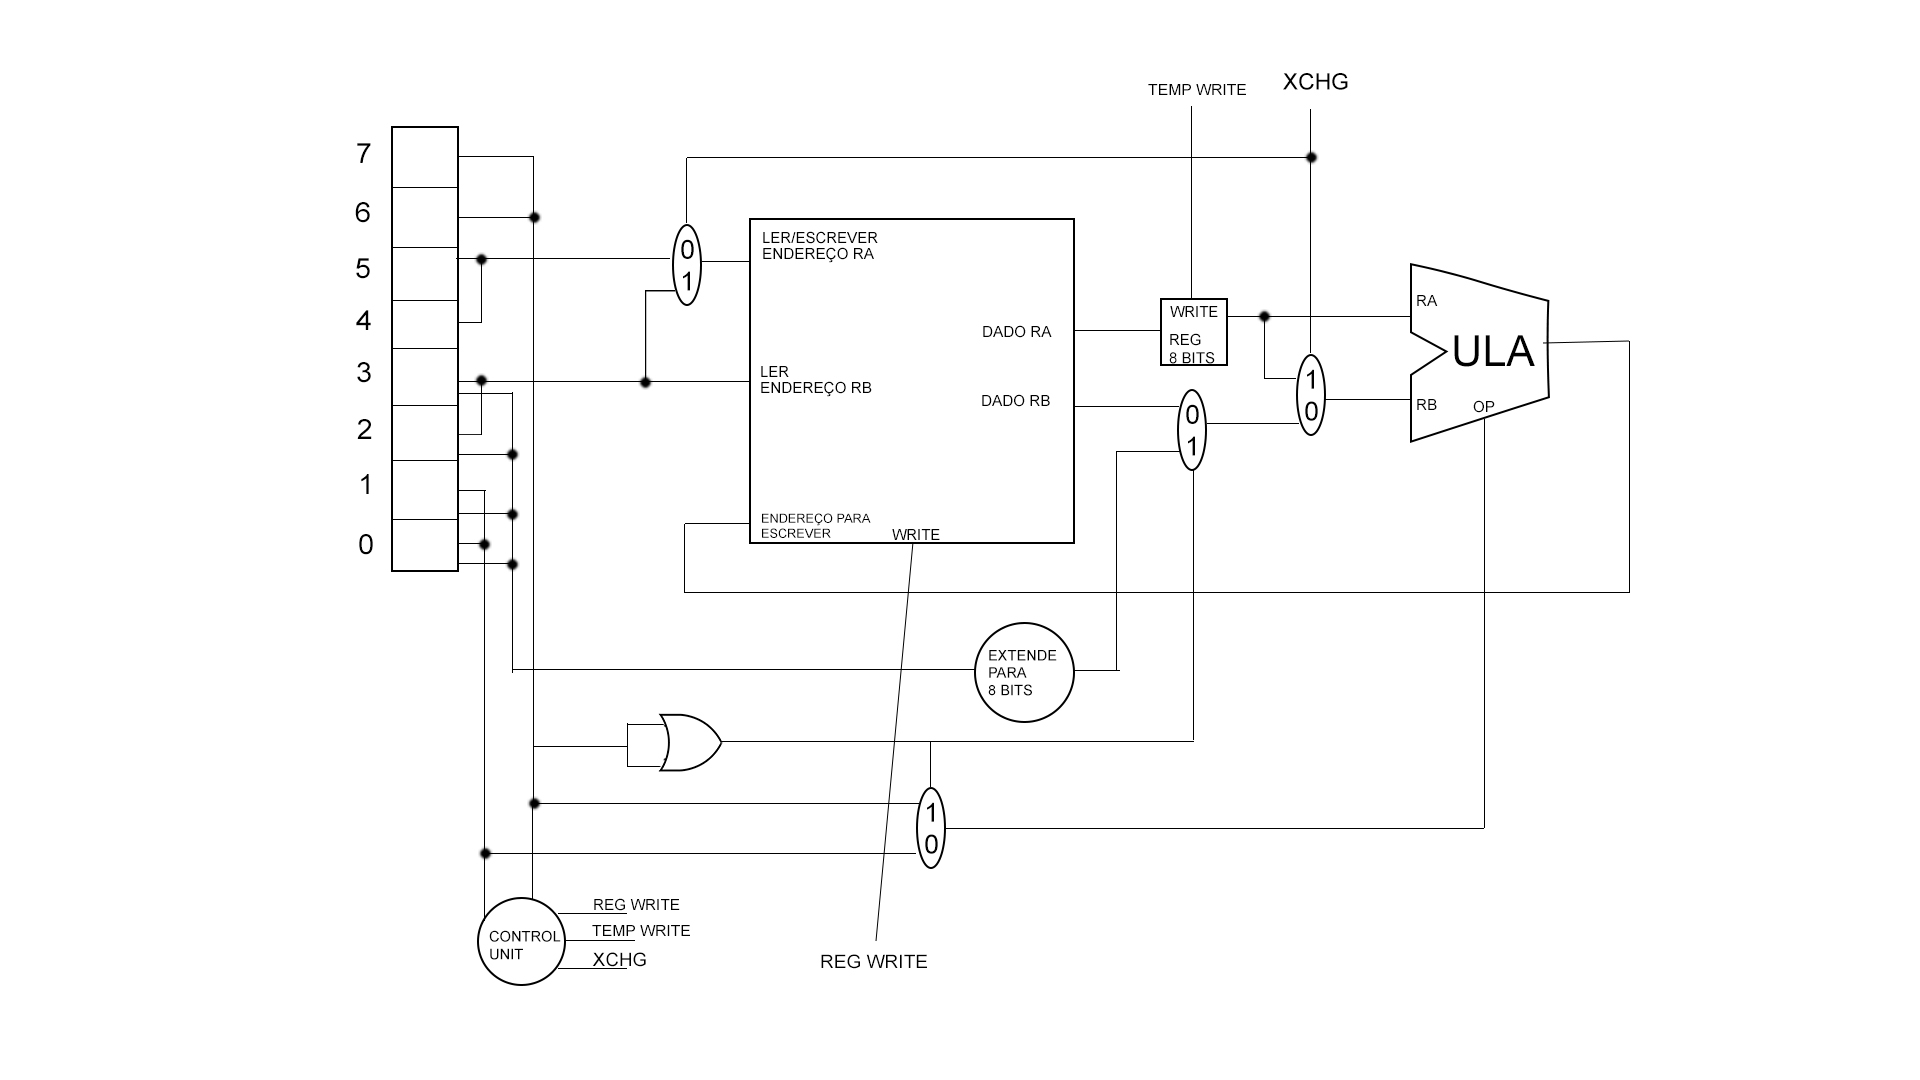 TEMP WRITE
XCHG
7
6
5
4
3
2
1
0
0
1
LER/ESCREVER
ENDEREÇO RA
DADO RA
LER
ENDEREÇO RB
DADO RB
ENDEREÇO PARA
ESCREVER
WRITE
WRITE
REG
8 BITS
0
1
1
0
RA
ULA
RB
OP
EXTENDE
PARA
8 BITS
1
0
CONTROL
UNIT
REG WRITE
TEMP WRITE
XCHG
REG WRITE